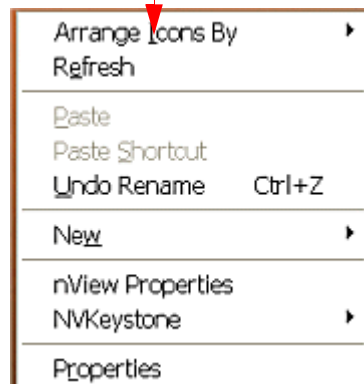 Arrange Icons By
Refresh
Paste
Paste Shortcut
Undo Rename Ctrl+Z
New
nView Properties
NVKeystone
Properties